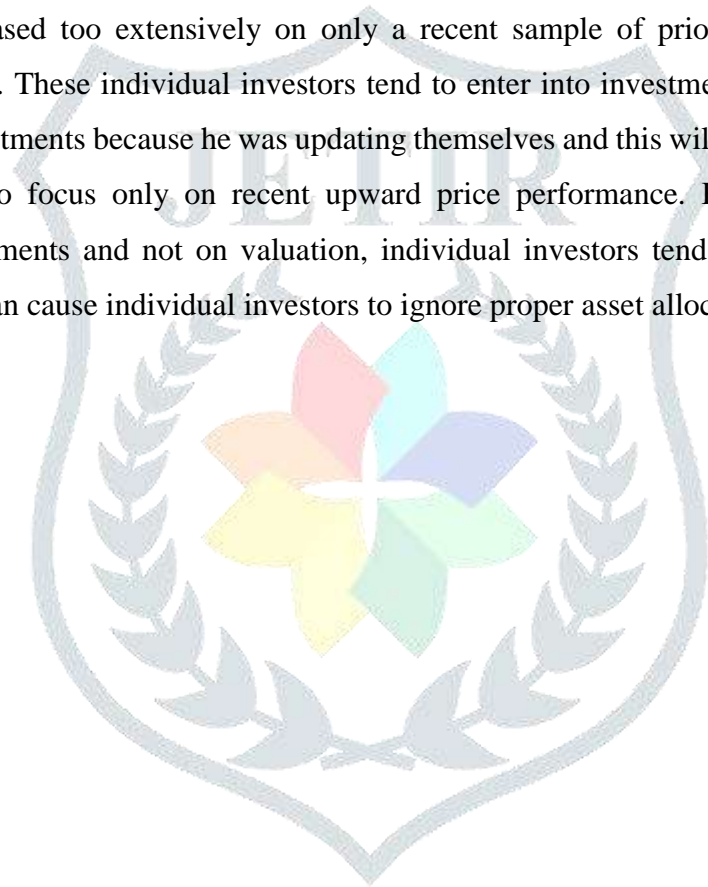 ased too extensively on only a recent sample of prio
. These individual investors tend to enter into investme
tments because he was updating themselves and this wil
o focus only on recent upward price performance.
ments and not on valuation, individual investors tend
an cause individual investors to ignore proper asset alloc
JETIR